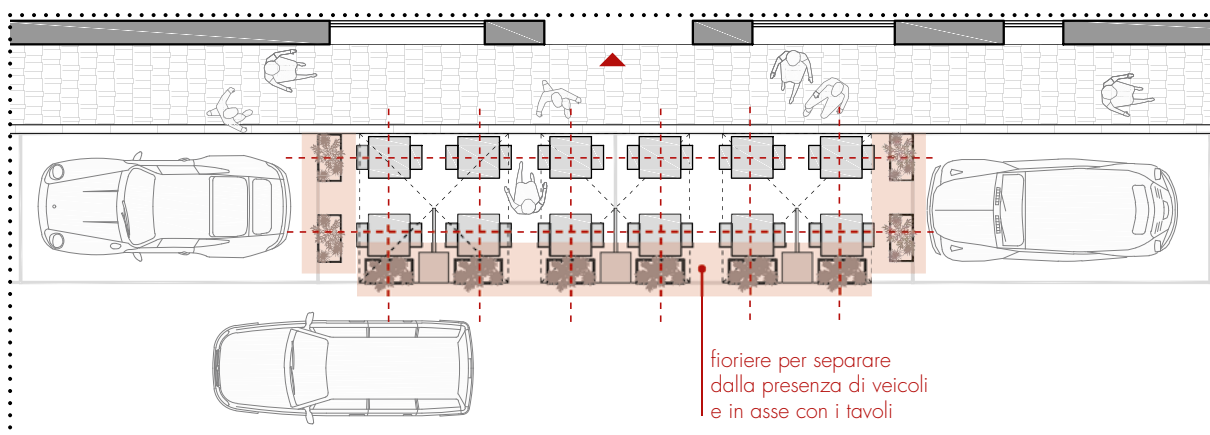 fioriere per separare
dalla presenza di veicoli
e in asse con i tavoli